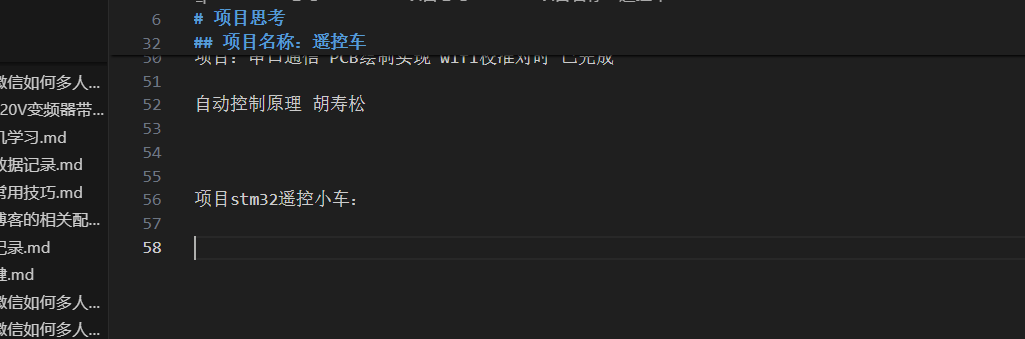 6 # 项目思考
32 ## 项目名称：遥控车
50 项目：串口通信 PCB绘制实现 wifi校准对时 已完成
51
52 自动控制原理 胡寿松
53
54
55
56 项目stm32遥控小车：
57
58
微信如何多人...
20V变频器带...
机学习.md
数据记录.md
常用技巧.md
博客的相关配...
记录.md
建.md
微信如何多人...
微信如何多人...